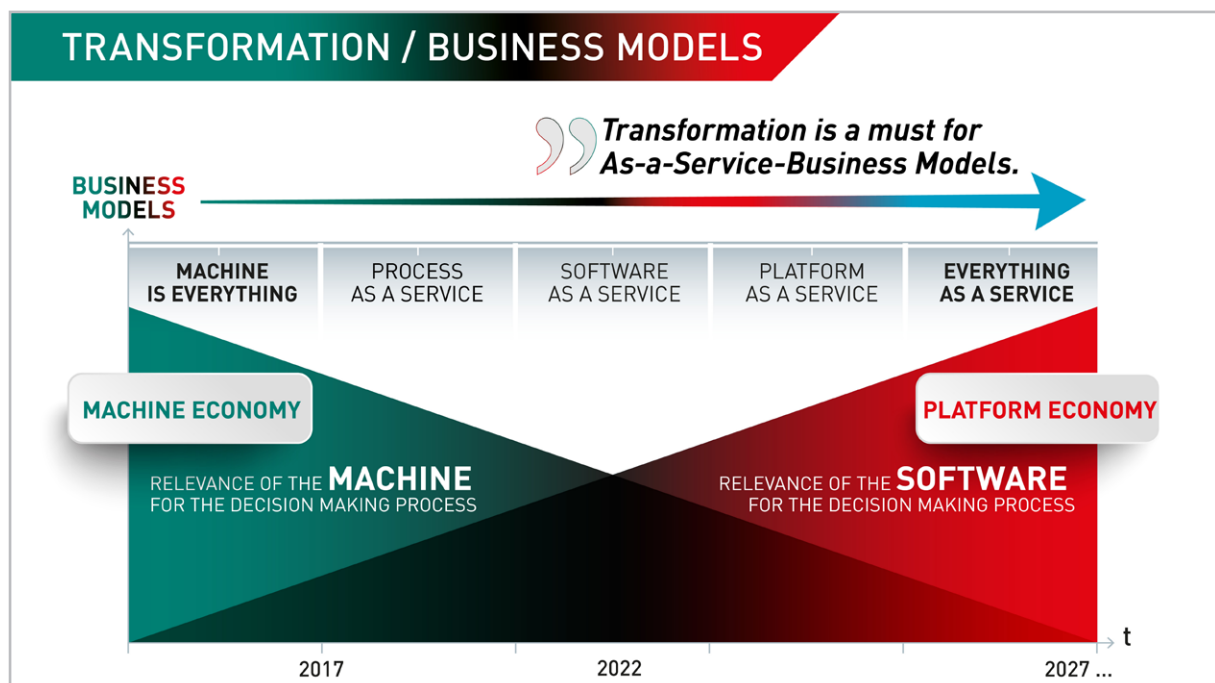 TRANSFORMATION / BUSINESS MODELS
Transformation is a must for
As-a-Service-Business Models.
BUSINESS
MODELS
MACHINE
IS EVERYTHING
PROCESS
AS A SERVICE
SOFTWARE
AS A SERVICE
PLATFORM
AS A SERVICE
EVERYTHING
AS A SERVICE
MACHINE ECONOMY
PLATFORM ECONOMY
RELEVANCE OF THE MACHINE
FOR THE DECISION MAKING PROCESS
RELEVANCE OF THE SOFTWARE
FOR THE DECISION MAKING PROCESS
t
2017
2022
2027 ...